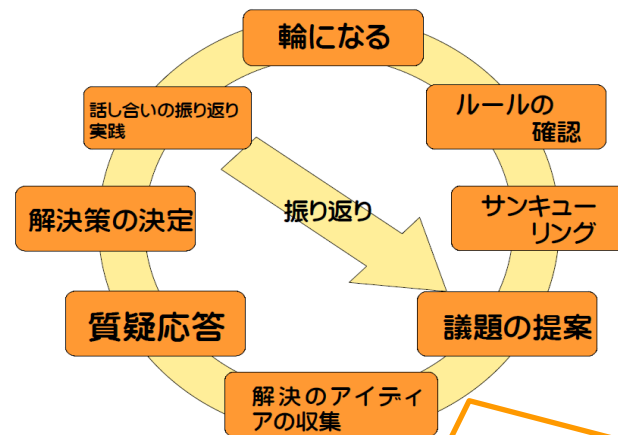 輪になる
ルールの
確認
サンキュー
リング
議題の提案
解決のアイディ
アの収集
質疑応答
解決策の決定
話し合いの振り返り
実践
振り返り